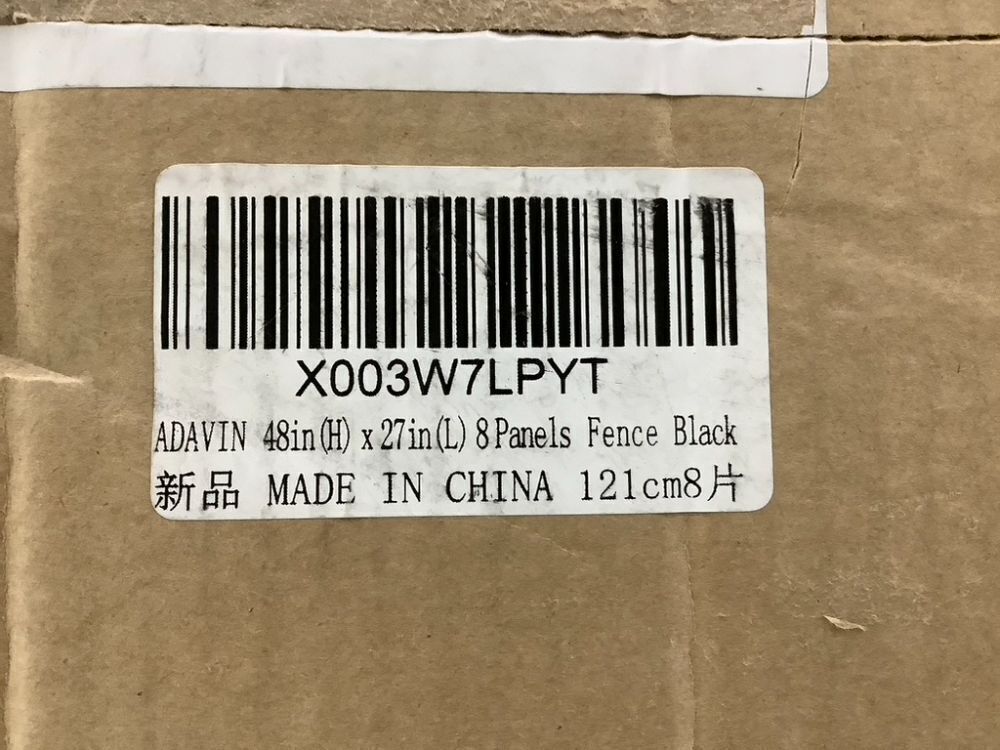 X003W7LPYT
ADAVIN 48in(H) x 27in(L) 8 Panels Fence Black
新品 MADE IN CHINA 121cm8片